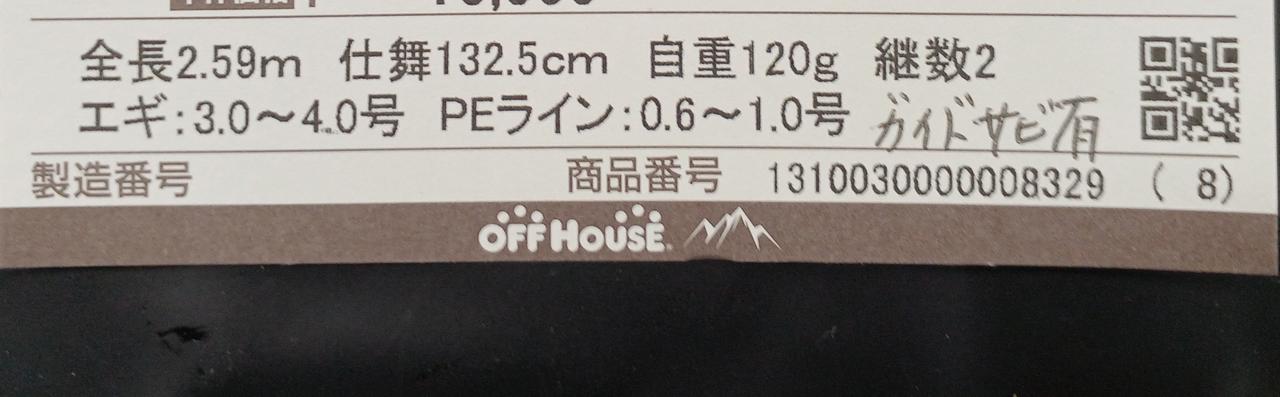 全長2.59m 仕舞132.5cm 自重120g 継数2
エギ:3.0～4.0号 PEライン:0.6～1.0号 ガイドサビ有
製造番号 商品番号 1310030000008329 ( 8)
OFFHOUSE